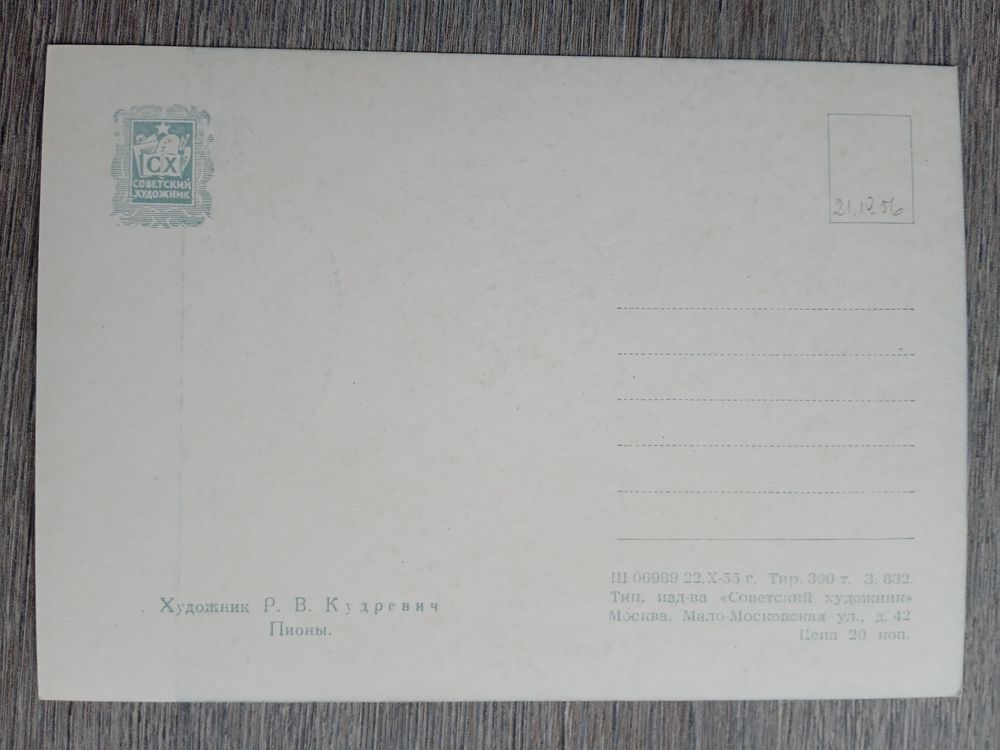 СХ
СОВЕТСКИЙ
ХУДОЖНИК
21.IV 56
Художник Р. В. Кудревич
Пионы.
Ш 06989 22.X-55 г. Тир. 300 т. З. 832.
Тип. изд-ва «Советский художник»
Москва, Мало-Московская ул., д. 42
Цена 20 коп.